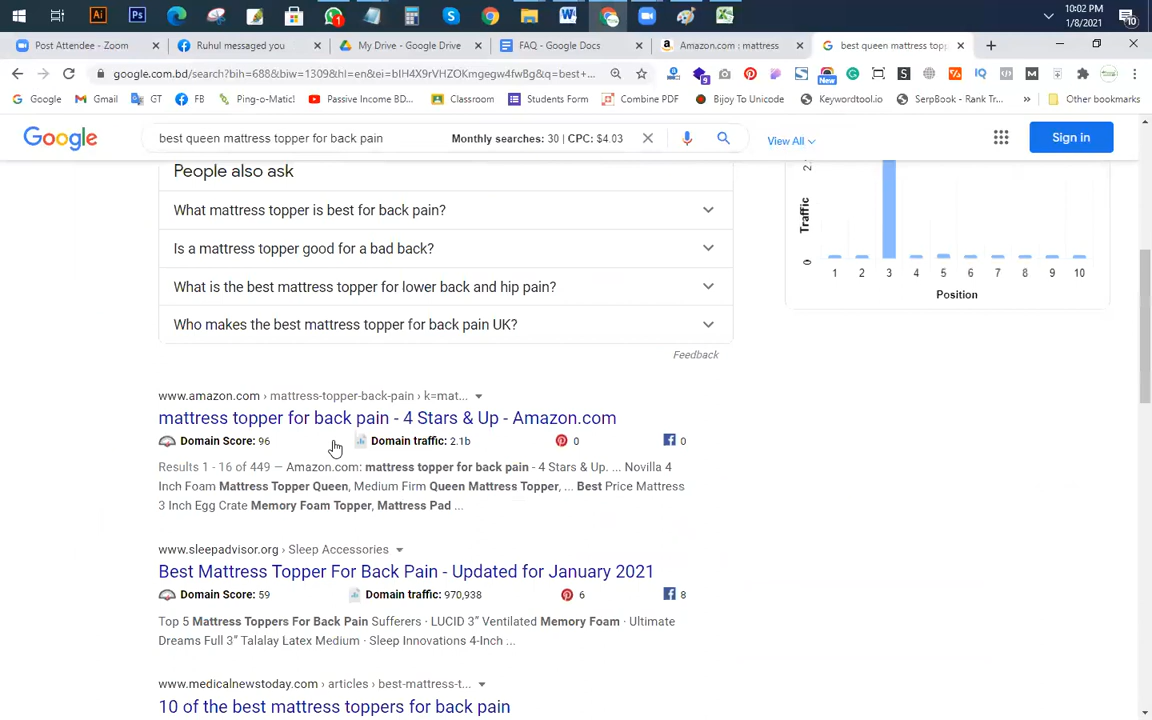 10:02 PM
1/8/2021
10
1
Post Attendee - Zoom
Ruhul messaged you
My Drive - Google Drive
FAQ - Google Docs
Amazon.com : mattress
best queen mattress topp
google.com.bd/search?bih=688&biw=1309&hl=en&ei=bIH4X9rVHZOKmgegw4fwBg&q=best+...
9
New
Google
Gmail
GT
FB
Ping-o-Matic!
Passive Income BD...
Classroom
Students Form
Combine PDF
Bijoy To Unicode
Keywordtool.io
SerpBook - Rank Tr...
Other bookmarks
Google
best queen mattress topper for back pain
Monthly searches: 30 | CPC: $4.03
View All
Sign in
People also ask
What mattress topper is best for back pain?
Is a mattress topper good for a bad back?
What is the best mattress topper for lower back and hip pain?
Who makes the best mattress topper for back pain UK?
Feedback
Traffic
0
1 2 3 4 5 6 7 8 9 10
Position
www.amazon.com › mattress-topper-back-pain › k=mat...
mattress topper for back pain - 4 Stars & Up - Amazon.com
Domain Score: 96 Domain traffic: 2.1b 0 0
Results 1 - 16 of 449 — Amazon.com: mattress topper for back pain - 4 Stars & Up. ... Novilla 4
Inch Foam Mattress Topper Queen, Medium Firm Queen Mattress Topper, ... Best Price Mattress
3 Inch Egg Crate Memory Foam Topper, Mattress Pad ...
www.sleepadvisor.org › Sleep Accessories
Best Mattress Topper For Back Pain - Updated for January 2021
Domain Score: 59 Domain traffic: 970,938 6 8
Top 5 Mattress Toppers For Back Pain Sufferers · LUCID 3” Ventilated Memory Foam · Ultimate
Dreams Full 3” Talalay Latex Medium · Sleep Innovations 4-Inch ...
www.medicalnewstoday.com › articles › best-mattress-t...
10 of the best mattress toppers for back pain